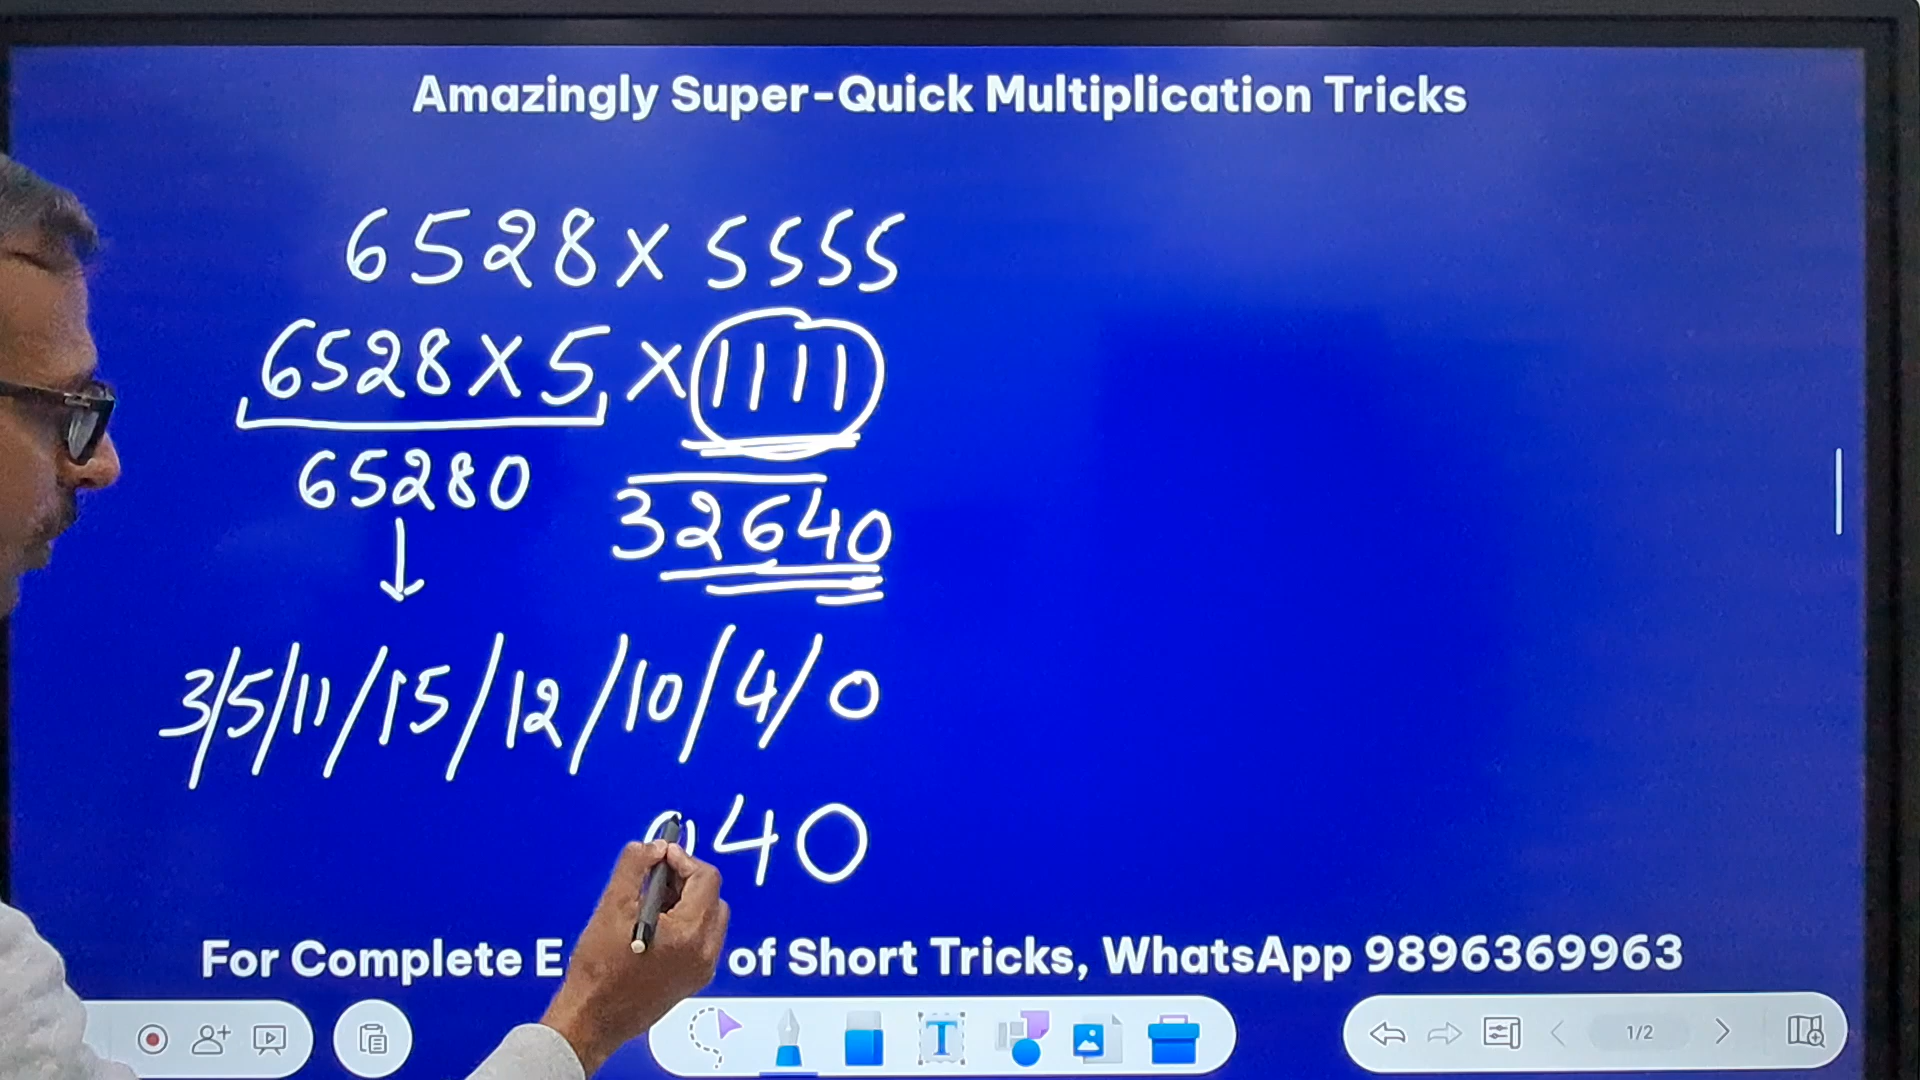 Amazingly Super-Quick Multiplication Tricks
6528 x 5555
6528 x 5 x 1111
65280
32640
3/5/11/15/12/10/4/0
040
For Complete E of Short Tricks, WhatsApp 9896369963
T
1/2